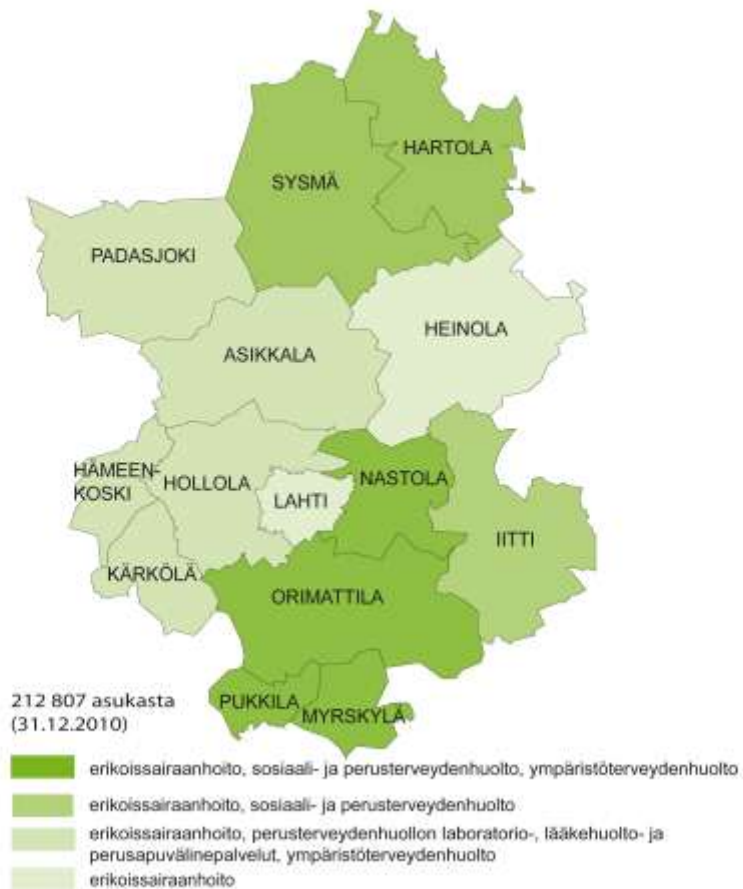 HARTOLA
SYSMÄ
PADASJOKI
HEINOLA
ASIKKALA
HÄMEEN-
KOSKI
HOLLOLA
NASTOLA
LAHTI
IITTI
KÄRKÖLÄ
ORIMATTILA
PUKKILA
MYRSKYLÄ
212 807 asukasta
(31.12.2010)
erikoissairaanhoito, sosiaali- ja perusterveydenhuolto, ympäristöterveydenhuolto
erikoissairaanhoito, sosiaali- ja perusterveydenhuolto
erikoissairaanhoito, perusterveydenhuollon laboratorio-, lääkehuolto- ja
perusapuvälinepalvelut, ympäristöterveydenhuolto
erikoissairaanhoito